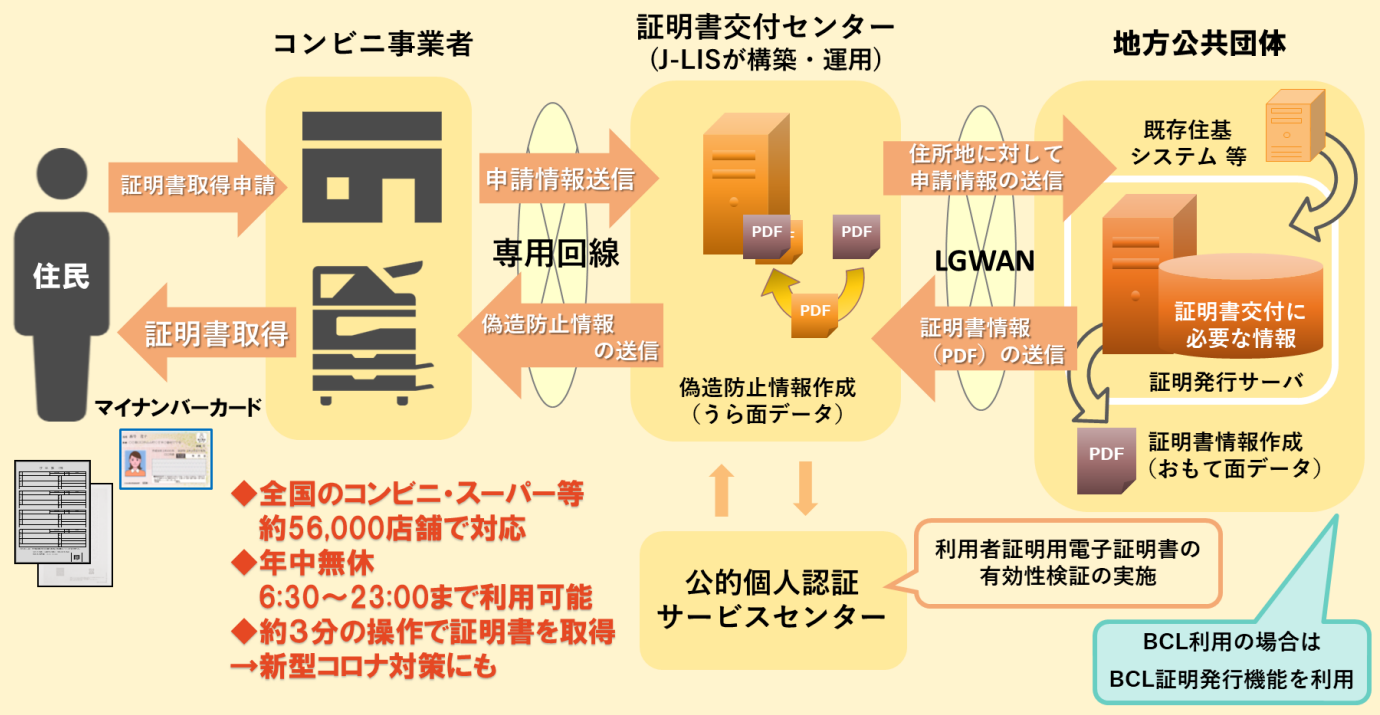 コンビニ事業者
証明書交付センター
（J-LISが構築・運用）
地方公共団体
住民
証明書取得申請
証明書取得
マイナンバーカード
申請情報送信
専用回線
偽造防止情報
の送信
PDF
PDF
PDF
偽造防止情報作成
（うら面データ）
住所地に対して
申請情報の送信
LGWAN
証明書情報
（PDF）の送信
既存住基
システム 等
証明書交付に
必要な情報
証明発行サーバ
PDF
証明書情報作成
（おもて面データ）
◆全国のコンビニ・スーパー等
約56,000店舗で対応
◆年中無休
6:30～23:00まで利用可能
◆約３分の操作で証明書を取得
→新型コロナ対策にも
公的個人認証
サービスセンター
利用者証明用電子証明書の
有効性検証の実施
BCL利用の場合は
BCL証明発行機能を利用